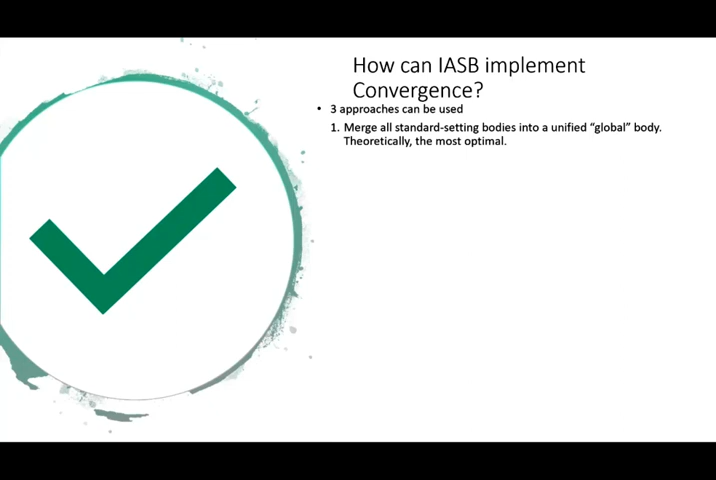 How can IASB implement
Convergence?
• 3 approaches can be used
1. Merge all standard-setting bodies into a unified “global” body.
Theoretically, the most optimal.